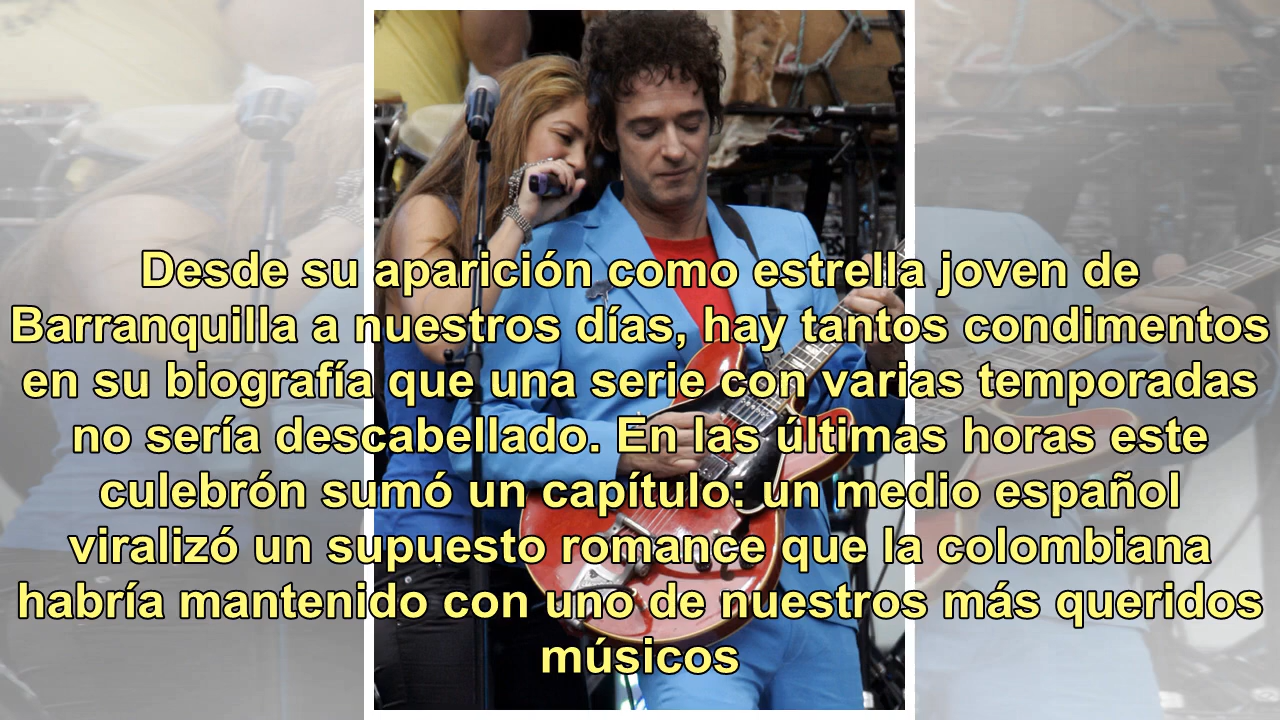 Desde su aparición como estrella joven de
Barranquilla a nuestros días, hay tantos condimentos
en su biografía que una serie con varias temporadas
no sería descabellado. En las últimas horas este
culebrón sumó un capítulo: un medio español
viralizó un supuesto romance que la colombiana
habría mantenido con uno de nuestros más queridos
músicos